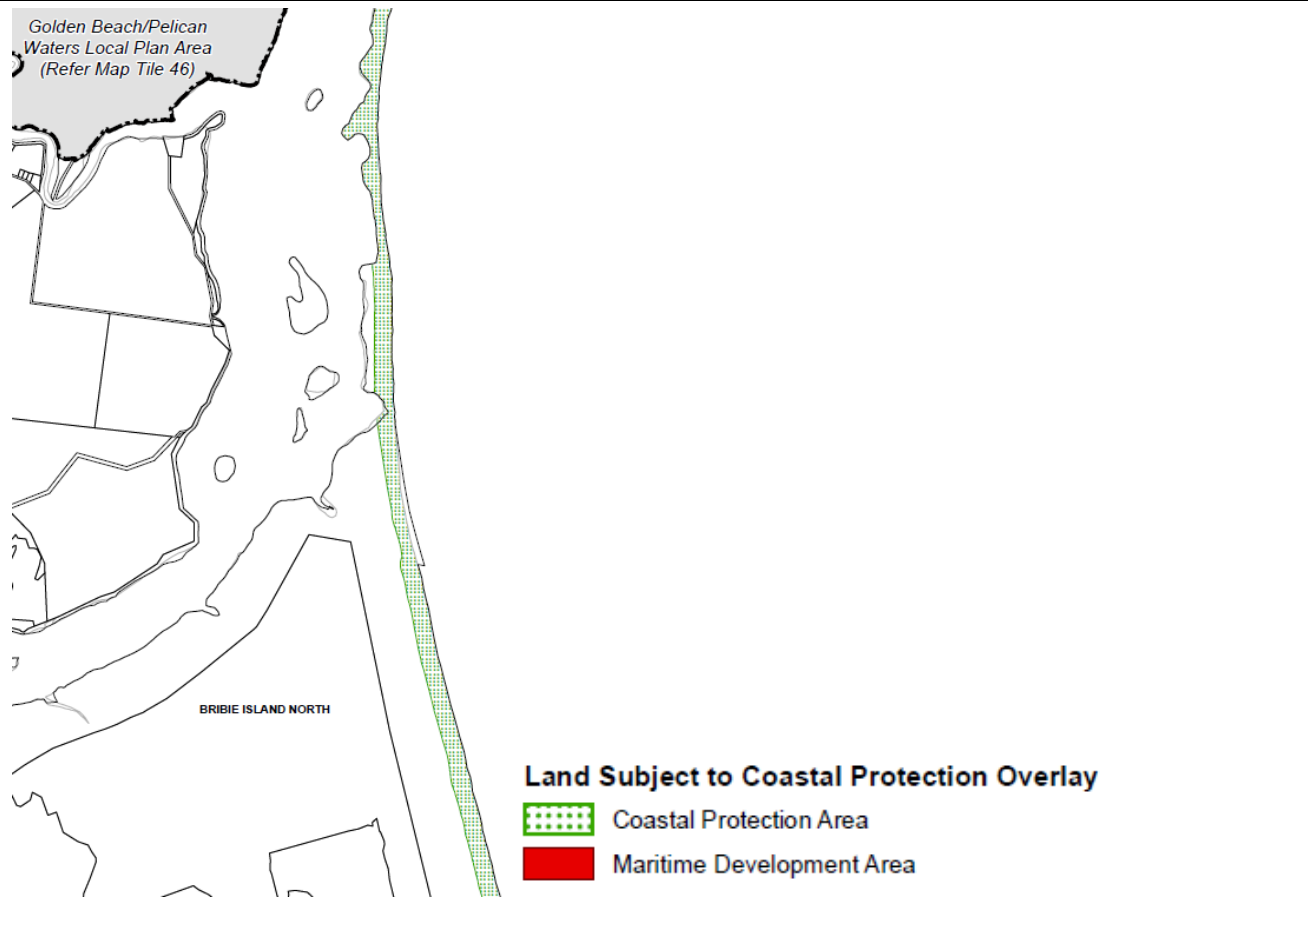 Golden Beach/Pelican
Waters Local Plan Area
(Refer Map Tile 46)
BRIBIE ISLAND NORTH
Land Subject to Coastal Protection Overlay
Coastal Protection Area
Maritime Development Area